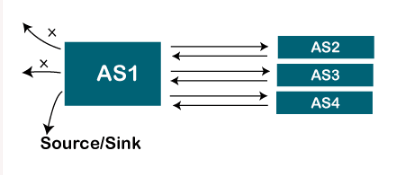 x
x
AS1
AS2
AS3
AS4
Source/Sink